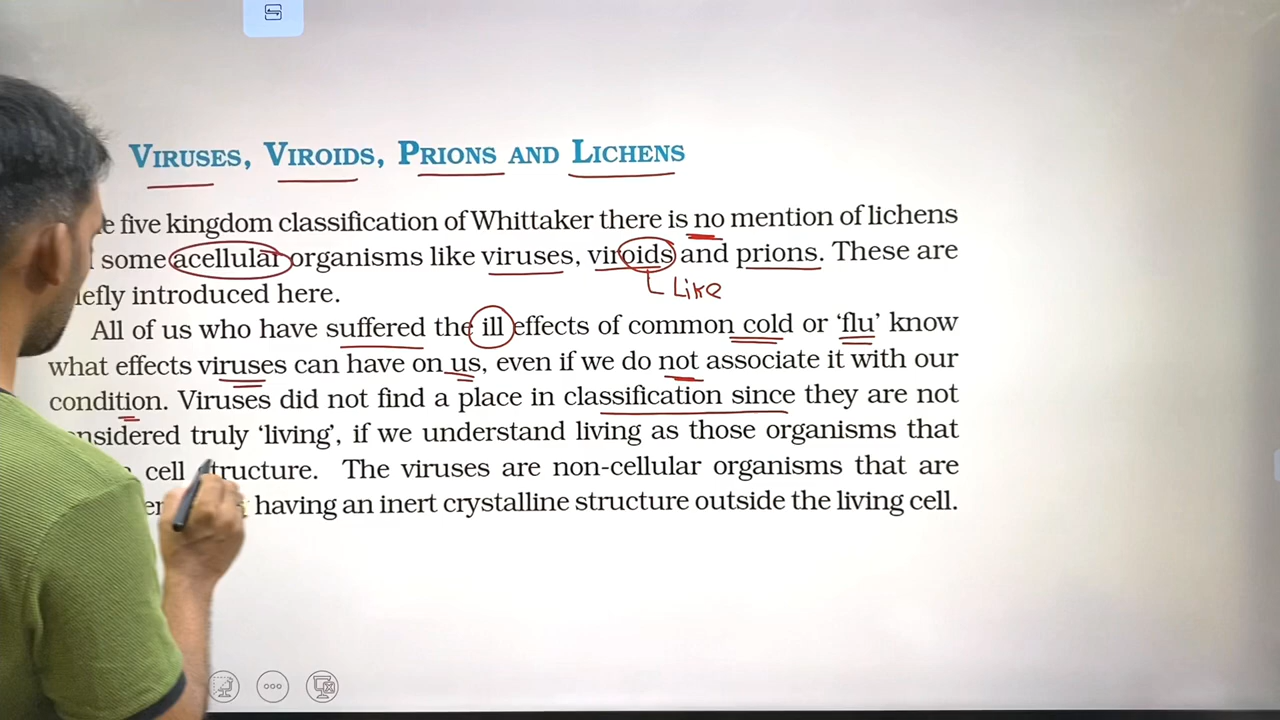 VIRUSES, VIROIDS, PRIONS AND LICHENS
five kingdom classification of Whittaker there is no mention of lichens
some acellular organisms like viruses, viroids and prions. These are
introduced here.
Like
All of us who have suffered the ill effects of common cold or ‘flu’ know
what effects viruses can have on us, even if we do not associate it with our
condition. Viruses did not find a place in classification since they are not
truly ‘living’, if we understand living as those organisms that
cell structure. The viruses are non-cellular organisms that are
having an inert crystalline structure outside the living cell.